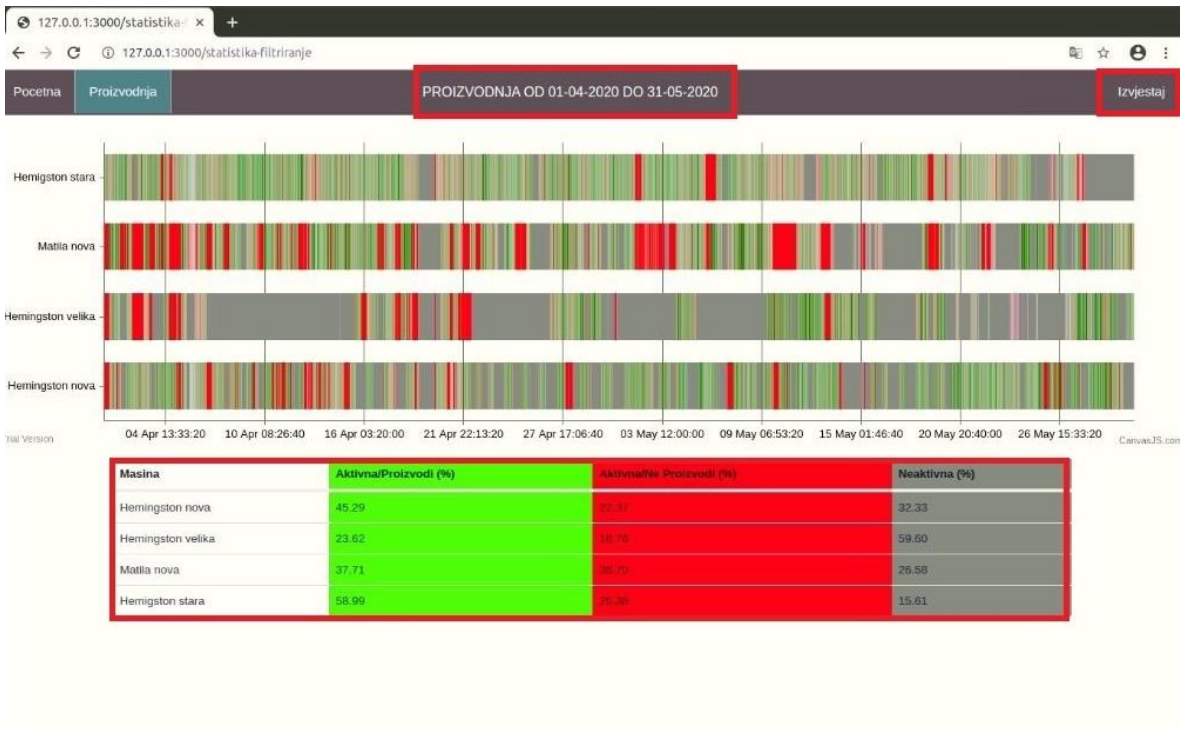 127.0.0.1:3000/statistika-
127.0.0.1:3000/statistika-filtriranje
Pocetna Proizvodnja PROIZVODNJA OD 01-04-2020 DO 31-05-2020 Izvjestaj
Hemigston stara
Matila nova
Hemingston velika
Hemingston nova
04 Apr 13:33:20 10 Apr 08:26:40 16 Apr 03:20:00 21 Apr 22:13:20 27 Apr 17:06:40 03 May 12:00:00 09 May 06:53:20 15 May 01:46:40 20 May 20:40:00 26 May 15:33:20
rial Version CanvasJS.com
Masina Aktivna/Proizvodi (%) Aktivna/Ne Proizvodi (%) Neaktivna (%)
Hemingston nova 45.29 22.37 32.33
Hemingston velika 23.62 16.78 59.60
Matila nova 37.71 26.58
Hemigston stara 58.99 15.61